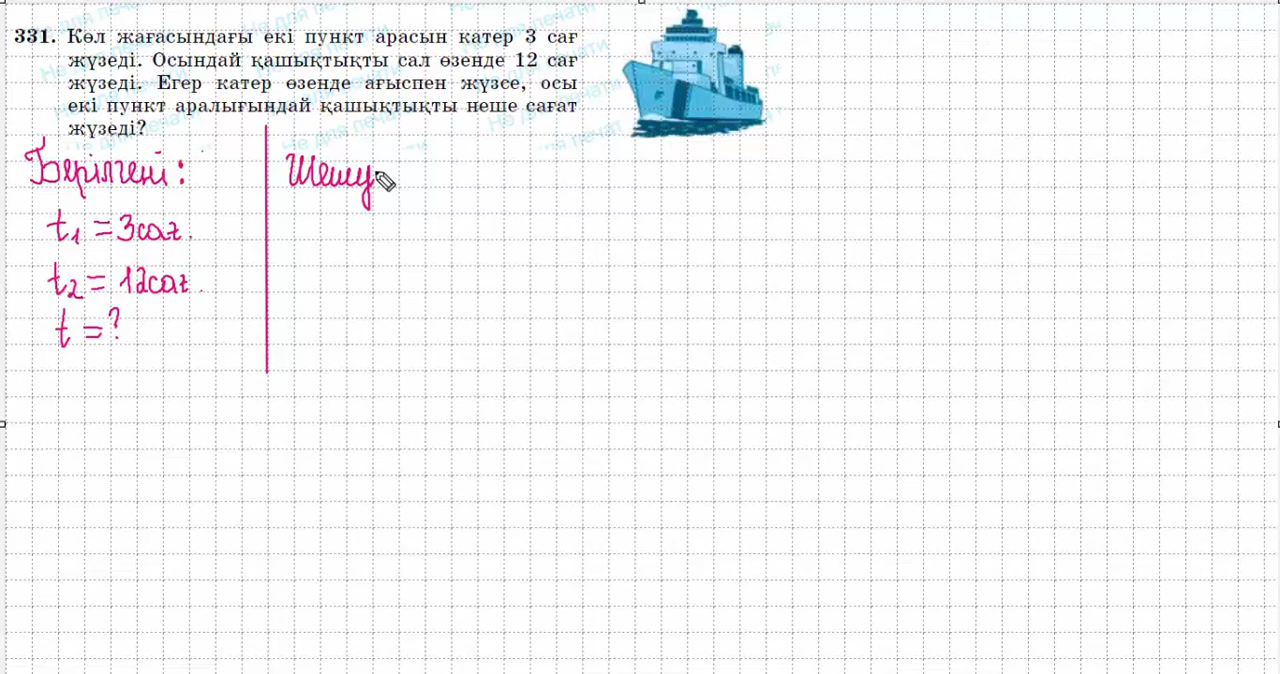 331. Көл жағасындағы екі пункт арасын катер 3 сағ
жүзеді. Осындай қашықтықты сал өзенде 12 сағ
жүзеді. Егер катер өзенде ағыспен жүзсе, осы
екі пункт аралығындай қашықтықты неше сағат
жүзеді?
Берілгені:
Шешу
t₁ = 3сағ.
t₂ = 12сағ.
t = ?